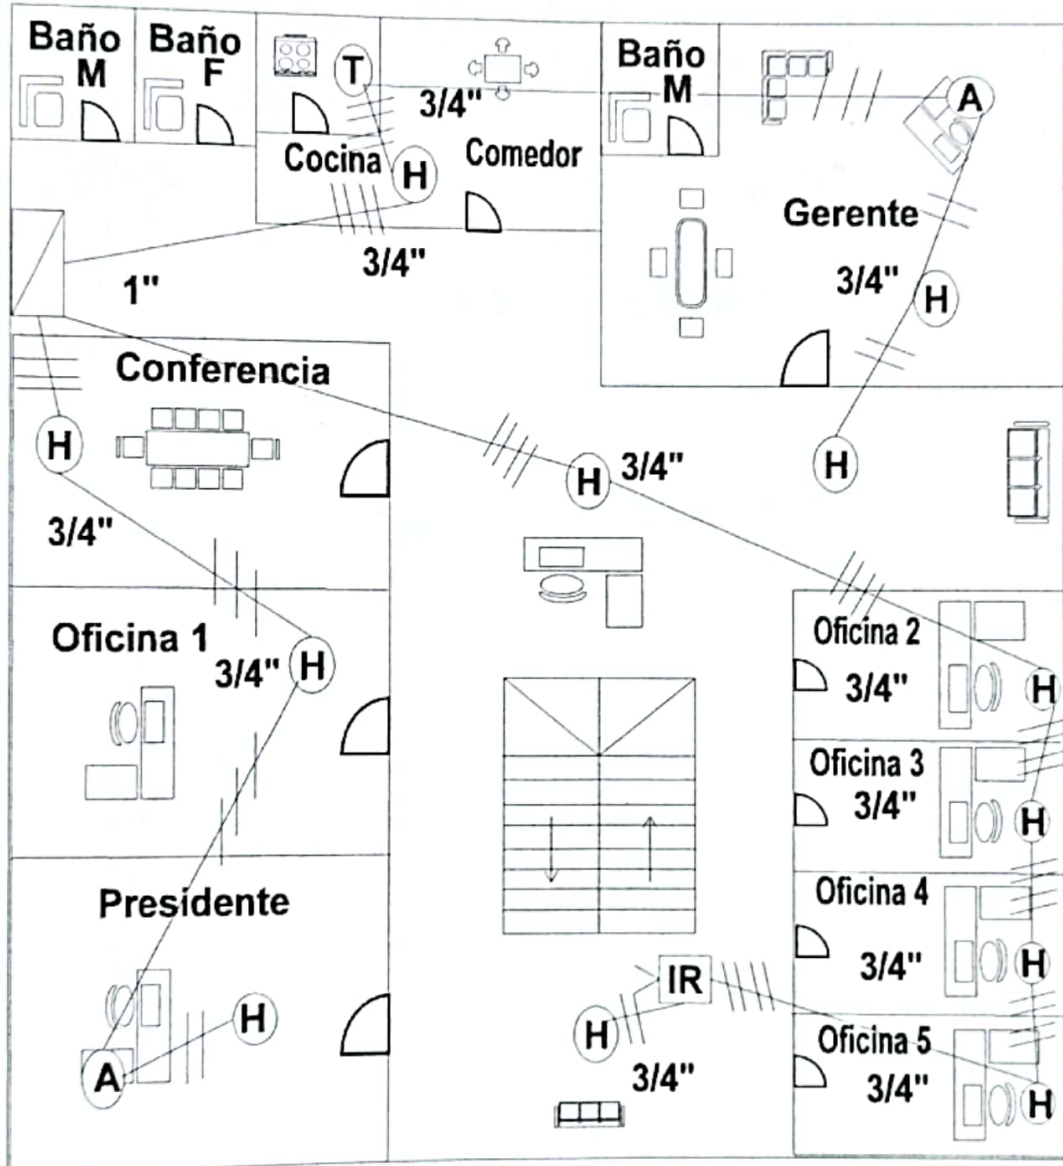 Baño
M
Baño
F
T
3/4"
Cocina
H
Comedor
3/4"
Baño
M
A
Gerente
3/4"
H
H
1"
Conferencia
H
3/4"
H
3/4"
Oficina 1
3/4"
H
Presidente
H
A
Oficina 2
3/4"
H
Oficina 3
3/4"
H
Oficina 4
3/4"
H
Oficina 5
3/4"
H
IR
H
3/4"